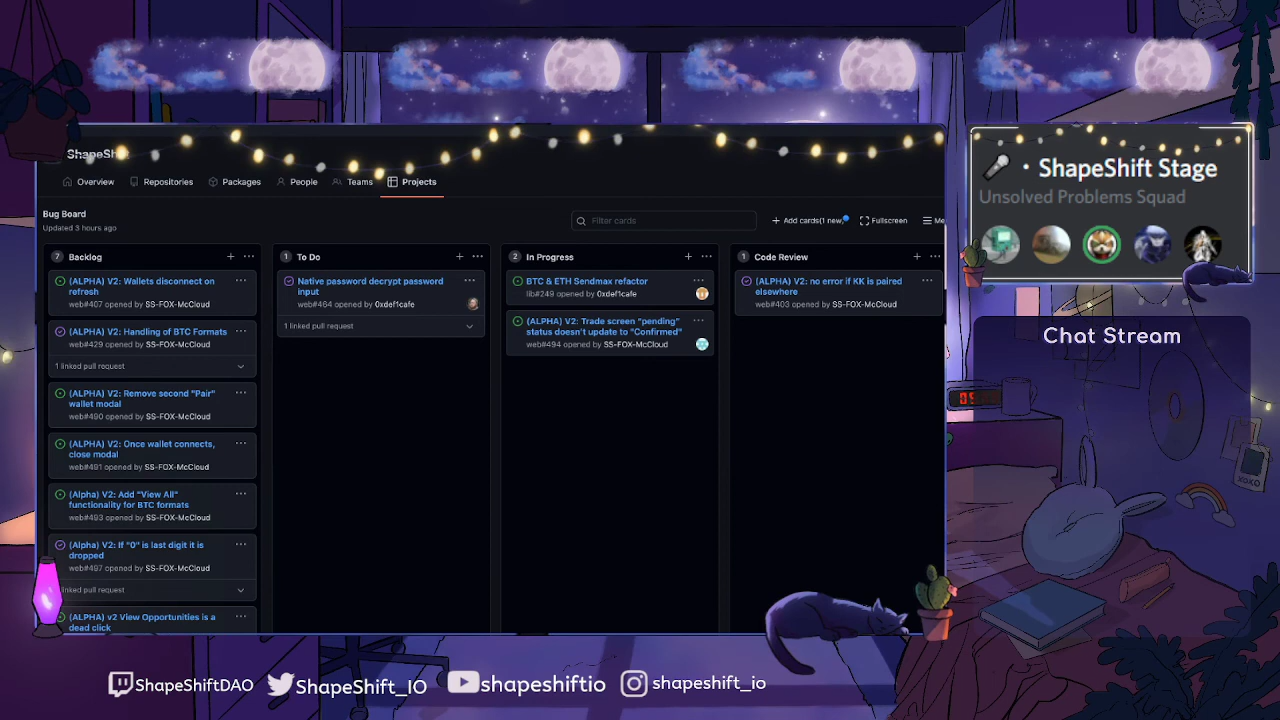 ShapeShift
Overview
Repositories
Packages
People
Teams
Projects
Bug Board
Updated 3 hours ago
Filter cards
+ Add cards(1 new)
Fullscreen
7 Backlog
(ALPHA) V2: Wallets disconnect on
refresh
web#407 opened by SS-FOX-McCloud
(ALPHA) V2: Handling of BTC Formats
web#429 opened by SS-FOX-McCloud
1 linked pull request
(ALPHA) V2: Remove second "Pair"
wallet modal
web#490 opened by SS-FOX-McCloud
(ALPHA) V2: Once wallet connects,
close modal
web#491 opened by SS-FOX-McCloud
(Alpha) V2: Add "View All"
functionality for BTC formats
web#493 opened by SS-FOX-McCloud
(Alpha) V2: If "0" is last digit it is
dropped
web#497 opened by SS-FOX-McCloud
linked pull request
(ALPHA) v2 View Opportunities is a
dead click
1 To Do
Native password decrypt password
input
web#464 opened by 0xdef1cafe
1 linked pull request
2 In Progress
BTC & ETH Sendmax refactor
lib#249 opened by 0xdef1cafe
(ALPHA) V2: Trade screen "pending"
status doesn't update to "Confirmed"
web#494 opened by SS-FOX-McCloud
1 Code Review
(ALPHA) V2: no error if KK is paired
elsewhere
web#403 opened by SS-FOX-McCloud
• ShapeShift Stage
Unsolved Problems Squad
Chat Stream
XOXO
ShapeShiftDAO
ShapeShift_IO
shapeshiftio
shapeshift_io